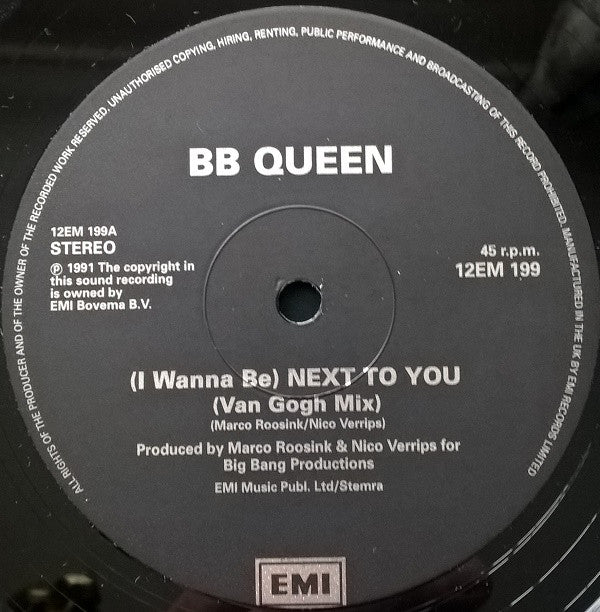 ALL RIGHTS OF THE PRODUCER AND OF THE OWNER OF THE RECORDED WORK RESERVED. UNAUTHORISED COPYING, HIRING, RENTING, PUBLIC PERFORMANCE AND BROADCASTING OF THIS RECORD PROHIBITED. MANUFACTURED IN THE UK BY EMI RECORDS LIMITED
BB QUEEN
12EM 199A
STEREO
℗ 1991 The copyright in
this sound recording
is owned by
EMI Bovema B.V.
45 r.p.m.
12EM 199
(I Wanna Be) NEXT TO YOU
(Van Gogh Mix)
(Marco Roosink/Nico Verrips)
Produced by Marco Roosink & Nico Verrips for
Big Bang Productions
EMI Music Publ. Ltd/Stemra
EMI